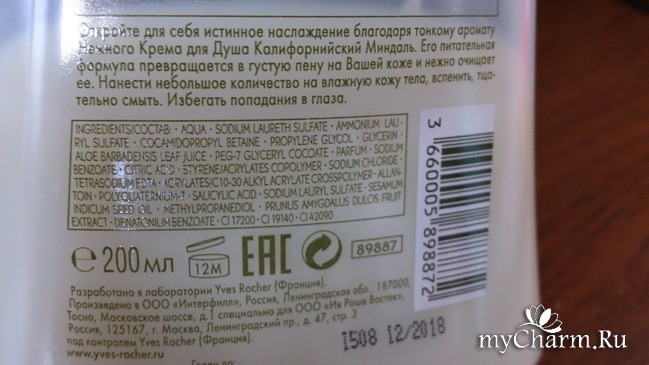 Откройте для себя истинное наслаждение благодаря тонкому аромату
Нежного Крема для Душа Калифорнийский Миндаль. Его питательная
формула превращается в густую пену на Вашей коже и нежно очищает
ее. Нанести небольшое количество на влажную кожу тела, вспенить, тща-
тельно смыть. Избегать попадания в глаза.
INGREDIENTS/СОСТАВ: • AQUA • SODIUM LAURETH SULFATE • AMMONIUM LAU-
RYL SULFATE • COCAMIDOPROPYL BETAINE • PROPYLENE GLYCOL • GLYCERIN •
ALOE BARBADENSIS LEAF JUICE • PEG-7 GLYCERYL COCOATE • PARFUM • SODIUM
BENZOATE • CITRIC ACID • STYRENE/ACRYLATES COPOLYMER • SODIUM CHLORIDE •
TETRASODIUM EDTA • ACRYLATES/C10-30 ALKYL ACRYLATE CROSSPOLYMER • ALLAN-
TOIN • POLYQUATERNIUM-7 • SALICYLIC ACID • SODIUM LAURYL SULFATE • SESAMUM
INDICUM SEED OIL • METHYLPROPANEDIOL • PRUNUS AMYGDALUS DULCIS FRUIT
EXTRACT • DENATONIUM BENZOATE • CI 17200 • CI 19140 • CI 42090
℮ 200 МЛ 12M EAC 89887
3 660005 898872
Разработано в лаборатории Yves Rocher (Франция).
Произведено в ООО «Интерфилл», Россия, Ленинградская обл., 187000,
Тосно, Московское шоссе, д.1 специально для ООО «Ив Роше Восток»,
Россия, 125167, г. Москва, Ленинградский пр., д. 47, стр. 3
под контролем Yves Rocher (Франция).
www.yves-rocher.ru
I508 12/2018
Годен до:
myCharm.Ru